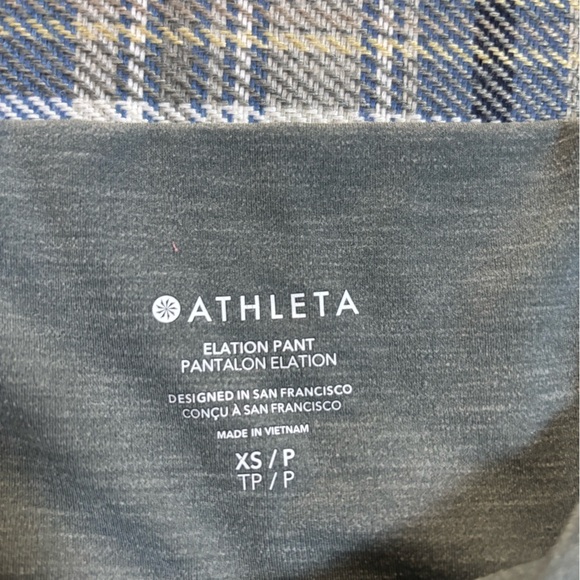 ATHLETA
ELATION PANT
PANTALON ELATION
DESIGNED IN SAN FRANCISCO
CONÇU À SAN FRANCISCO
MADE IN VIETNAM
XS / P
TP / P